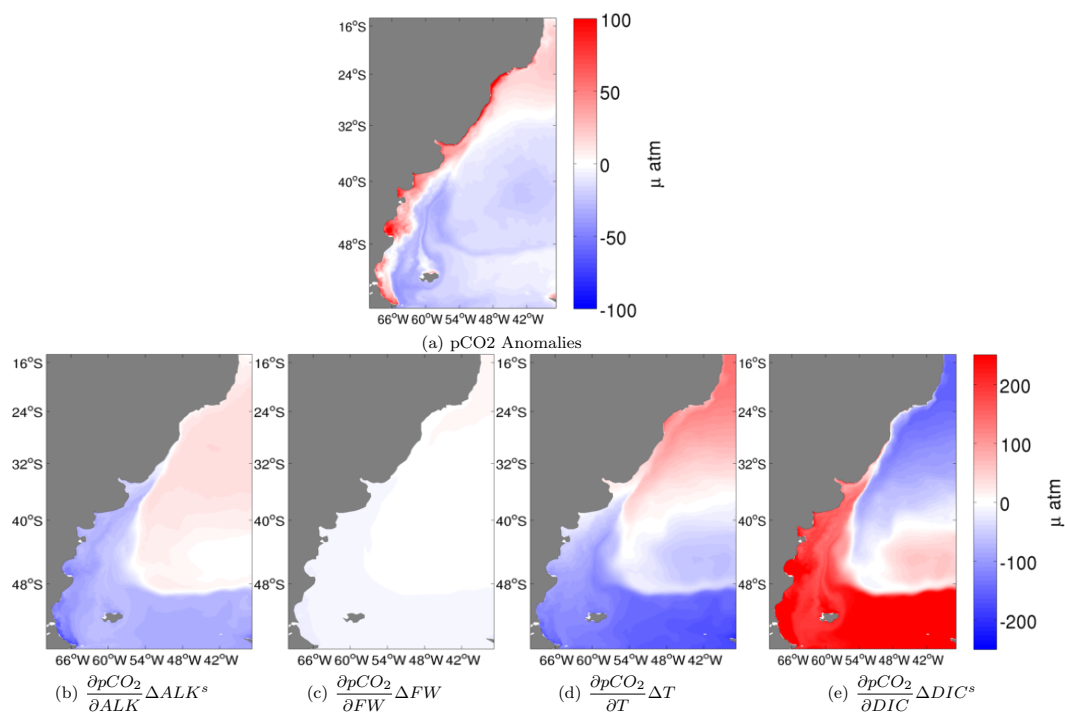 16°S
24°S
32°S
40°S
48°S
66°W 60°W 54°W 48°W 42°W
100
50
0
-50
-100
μ atm
(a) pCO2 Anomalies
16°S
24°S
32°S
40°S
48°S
66°W 60°W 54°W 48°W 42°W
(b) ∂pCO₂/∂ALK ΔALKˢ
16°S
24°S
32°S
40°S
48°S
66°W 60°W 54°W 48°W 42°W
(c) ∂pCO₂/∂FW ΔFW
16°S
24°S
32°S
40°S
48°S
66°W 60°W 54°W 48°W 42°W
(d) ∂pCO₂/∂T ΔT
16°S
24°S
32°S
40°S
48°S
66°W 60°W 54°W 48°W 42°W
(e) ∂pCO₂/∂DIC ΔDICˢ
200
100
0
-100
-200
μ atm